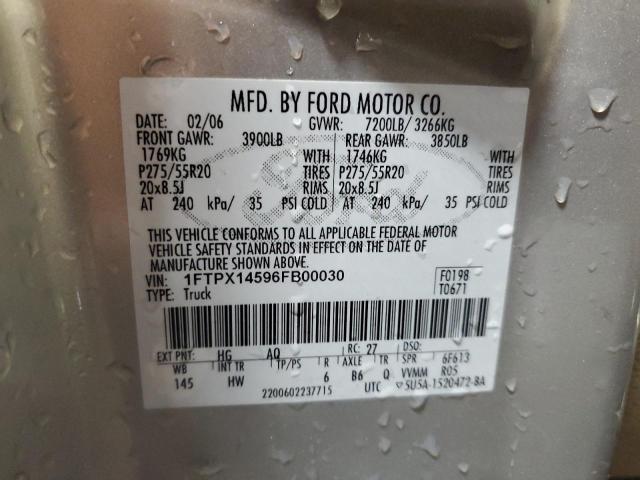 MFD. BY FORD MOTOR CO.
DATE: 02/06 GVWR: 7200LB/ 3266KG
FRONT GAWR: 3900LB REAR GAWR: 3850LB
1769KG WITH 1746KG WITH
P275/55R20 TIRES P275/55R20 TIRES
20x8.5J RIMS 20x8.5J RIMS
AT 240 kPa/ 35 PSI COLD AT 240 kPa/ 35 PSI COLD
THIS VEHICLE CONFORMS TO ALL APPLICABLE FEDERAL MOTOR
VEHICLE SAFETY STANDARDS IN EFFECT ON THE DATE OF
MANUFACTURE SHOWN ABOVE.
VIN: 1FTPX14596FB00030 F0198
TYPE: Truck T0671
EXT PNT: HG AQ RC: 27 DSO:
WB INT TR TP/PS R AXLE TR SPR 6F613
145 HW 6 B6 Q VVMM R05
2200602237715 UTC ▽5U5A-1520472-BA